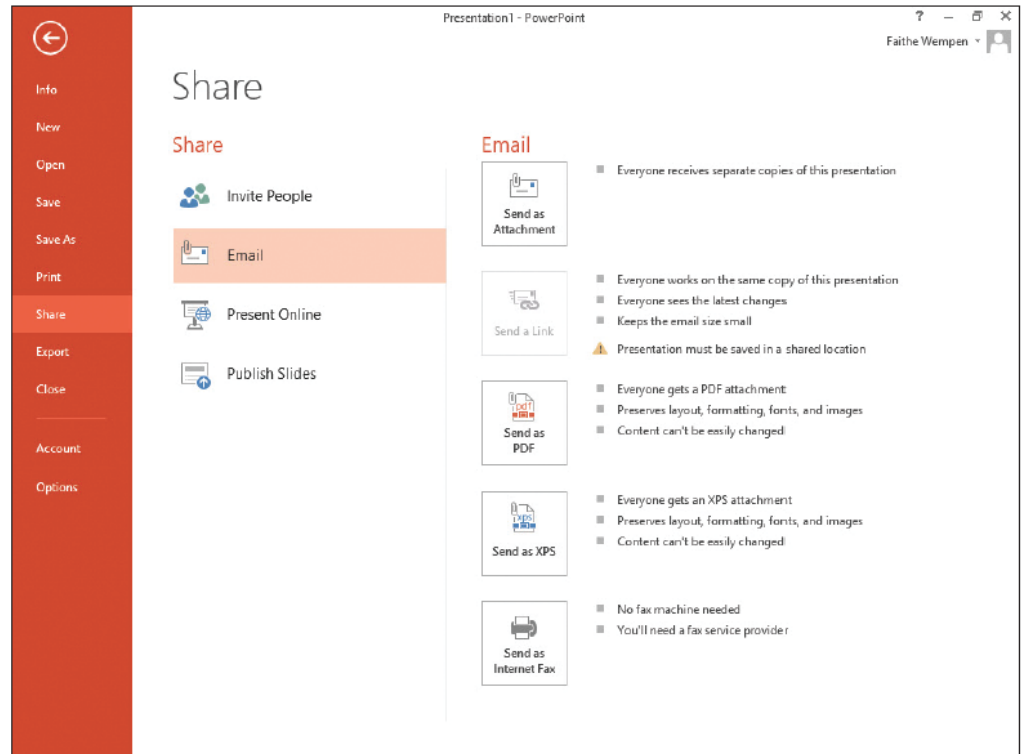 Presentation1 - PowerPoint
?
Faithe Wempen
Info
New
Open
Save
Save As
Print
Share
Export
Close
Account
Options
Share
Share
Invite People
Email
Present Online
Publish Slides
Email
Send as
Attachment
Everyone receives separate copies of this presentation
Send a Link
Everyone works on the same copy of this presentation
Everyone sees the latest changes
Keeps the email size small
Presentation must be saved in a shared location
pdf
Send as
PDF
Everyone gets a PDF attachment
Preserves layout, formatting, fonts, and images
Content can't be easily changed
xps
Send as XPS
Everyone gets an XPS attachment
Preserves layout, formatting, fonts, and images
Content can't be easily changed
Send as
Internet Fax
No fax machine needed
You'll need a fax service provider